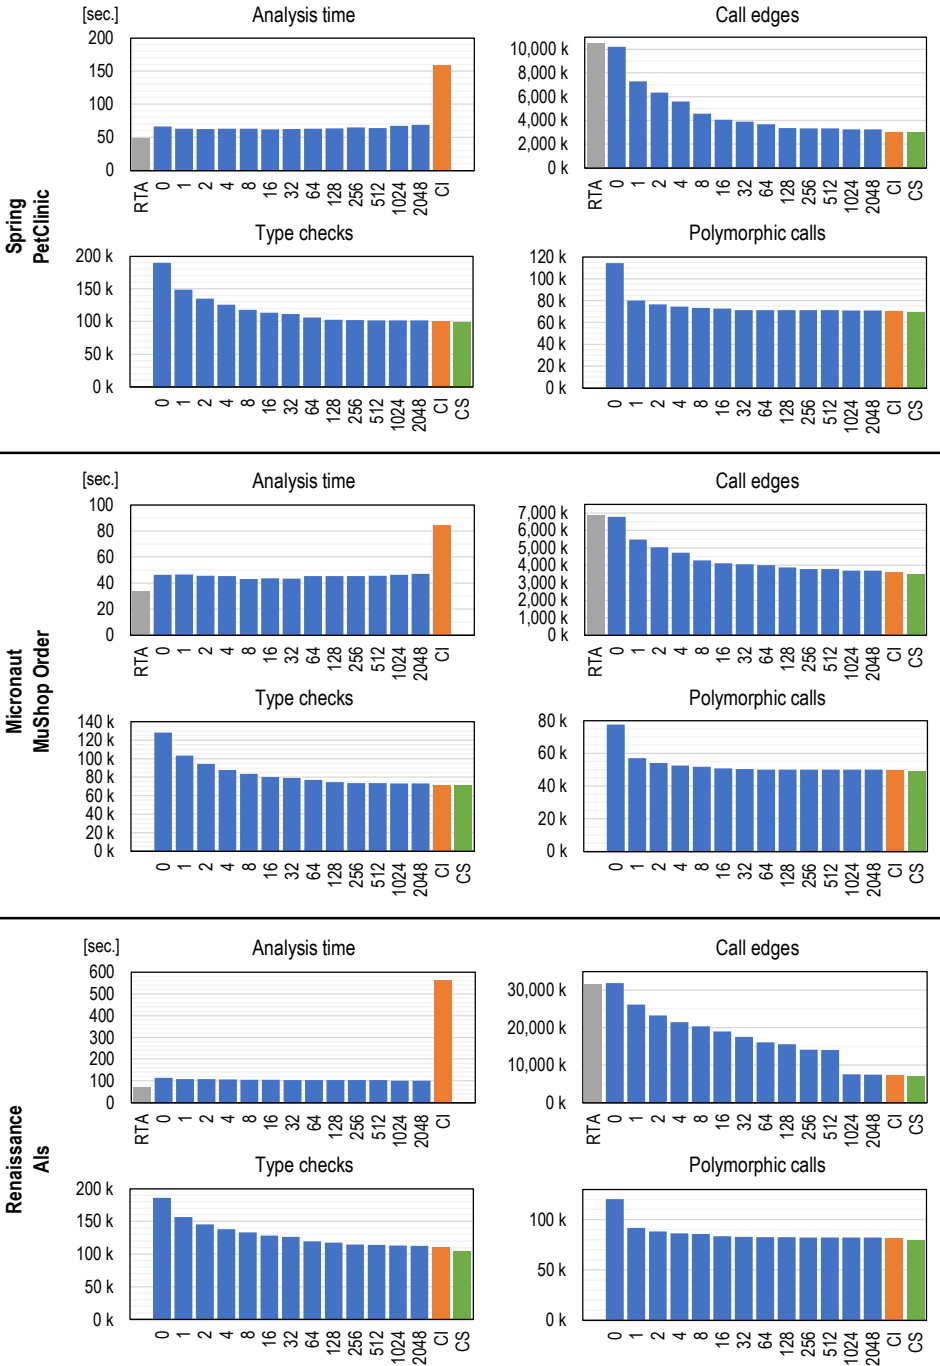 Spring
PetClinic
[sec.]
Analysis time
200
150
100
50
0
RTA 0 1 2 4 8 16 32 64 128 256 512 1024 2048 CI
Call edges
10,000 k
8,000 k
6,000 k
4,000 k
2,000 k
0 k
RTA 0 1 2 4 8 16 32 64 128 256 512 1024 2048 CI CS
Type checks
200 k
150 k
100 k
50 k
0 k
0 1 2 4 8 16 32 64 128 256 512 1024 2048 CI CS
Polymorphic calls
120 k
100 k
80 k
60 k
40 k
20 k
0 k
0 1 2 4 8 16 32 64 128 256 512 1024 2048 CI CS
Micronaut
MuShop Order
[sec.]
Analysis time
100
80
60
40
20
0
RTA 0 1 2 4 8 16 32 64 128 256 512 1024 2048 CI
Call edges
7,000 k
6,000 k
5,000 k
4,000 k
3,000 k
2,000 k
1,000 k
0 k
RTA 0 1 2 4 8 16 32 64 128 256 512 1024 2048 CI CS
Type checks
140 k
120 k
100 k
80 k
60 k
40 k
20 k
0 k
0 1 2 4 8 16 32 64 128 256 512 1024 2048 CI CS
Polymorphic calls
80 k
60 k
40 k
20 k
0 k
0 1 2 4 8 16 32 64 128 256 512 1024 2048 CI CS
Renaissance
Als
[sec.]
Analysis time
600
500
400
300
200
100
0
RTA 0 1 2 4 8 16 32 64 128 256 512 1024 2048 CI
Call edges
30,000 k
20,000 k
10,000 k
0 k
RTA 0 1 2 4 8 16 32 64 128 256 512 1024 2048 CI CS
Type checks
200 k
150 k
100 k
50 k
0 k
0 1 2 4 8 16 32 64 128 256 512 1024 2048 CI CS
Polymorphic calls
100 k
50 k
0 k
0 1 2 4 8 16 32 64 128 256 512 1024 2048 CI CS